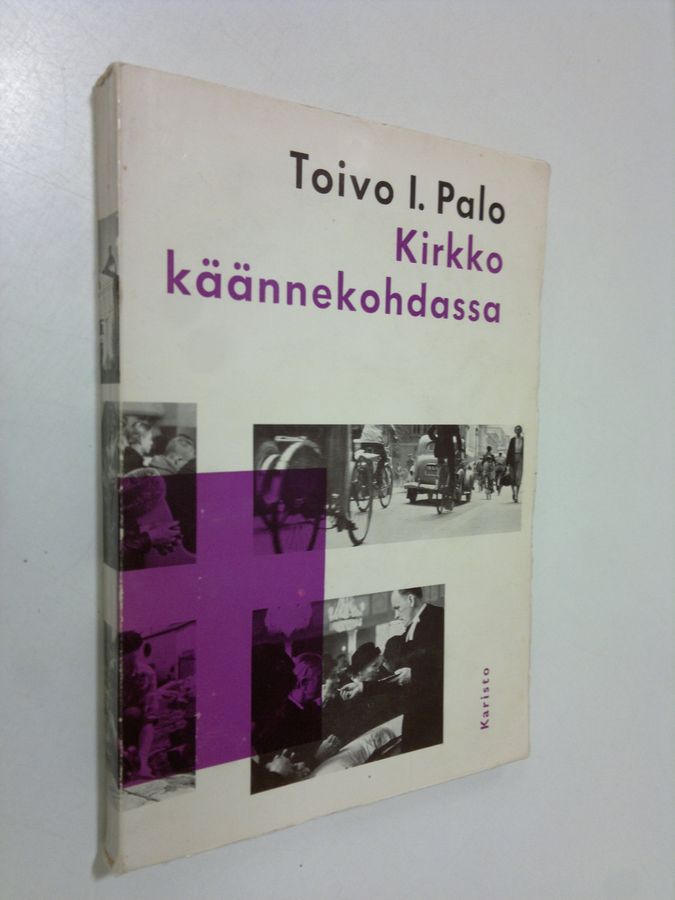 Toivo I. Palo
Kirkko
käännekohdassa
Karisto